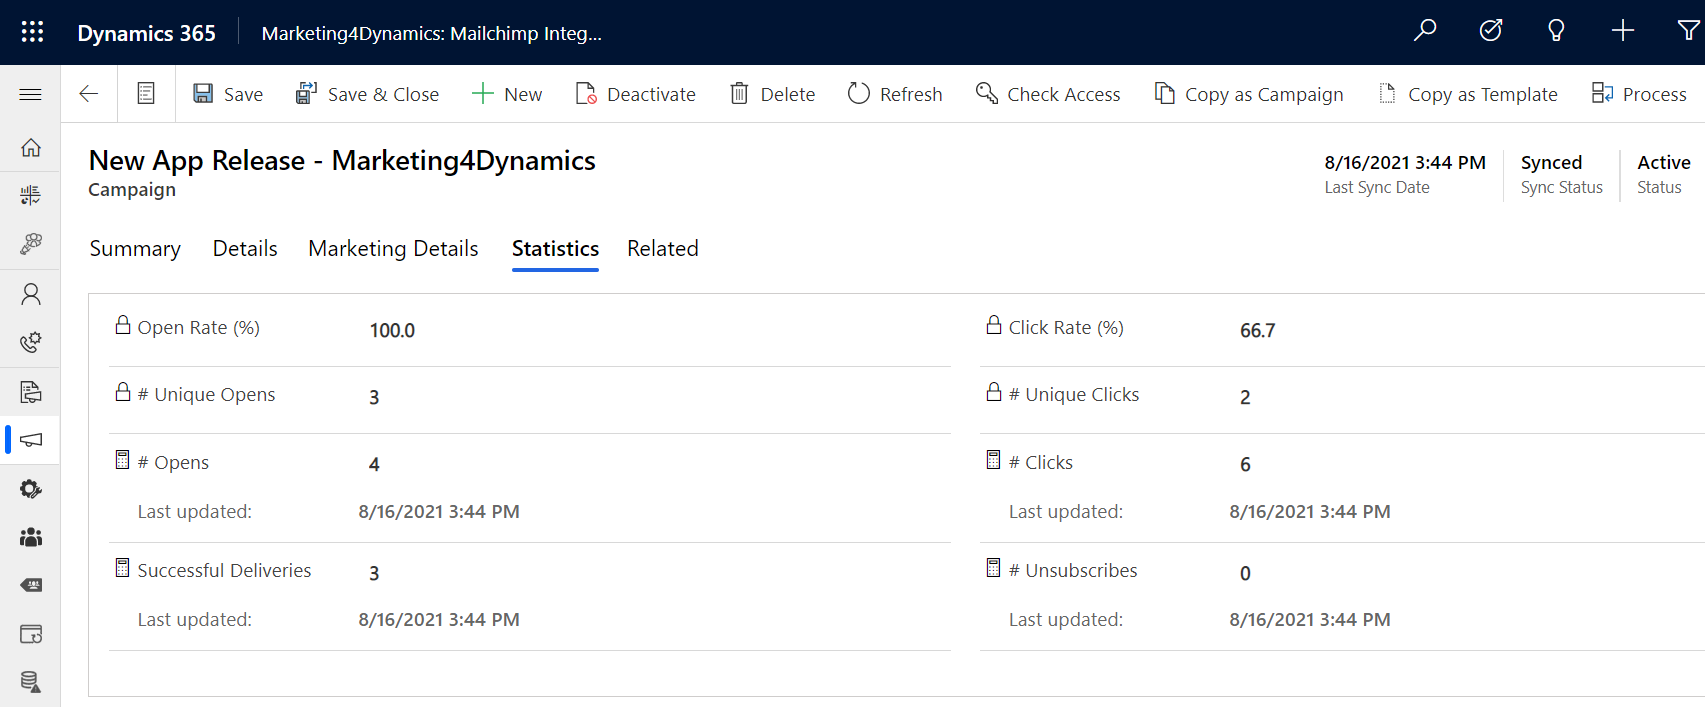 Dynamics 365 Marketing4Dynamics: Mailchimp Integ...
Save Save & Close New Deactivate Delete Refresh Check Access Copy as Campaign Copy as Template Process
New App Release - Marketing4Dynamics
Campaign
8/16/2021 3:44 PM Synced Active
Last Sync Date Sync Status Status
Summary Details Marketing Details Statistics Related
Open Rate (%) 100.0 Click Rate (%) 66.7
# Unique Opens 3 # Unique Clicks 2
# Opens 4 # Clicks 6
Last updated: 8/16/2021 3:44 PM Last updated: 8/16/2021 3:44 PM
Successful Deliveries 3 # Unsubscribes 0
Last updated: 8/16/2021 3:44 PM Last updated: 8/16/2021 3:44 PM